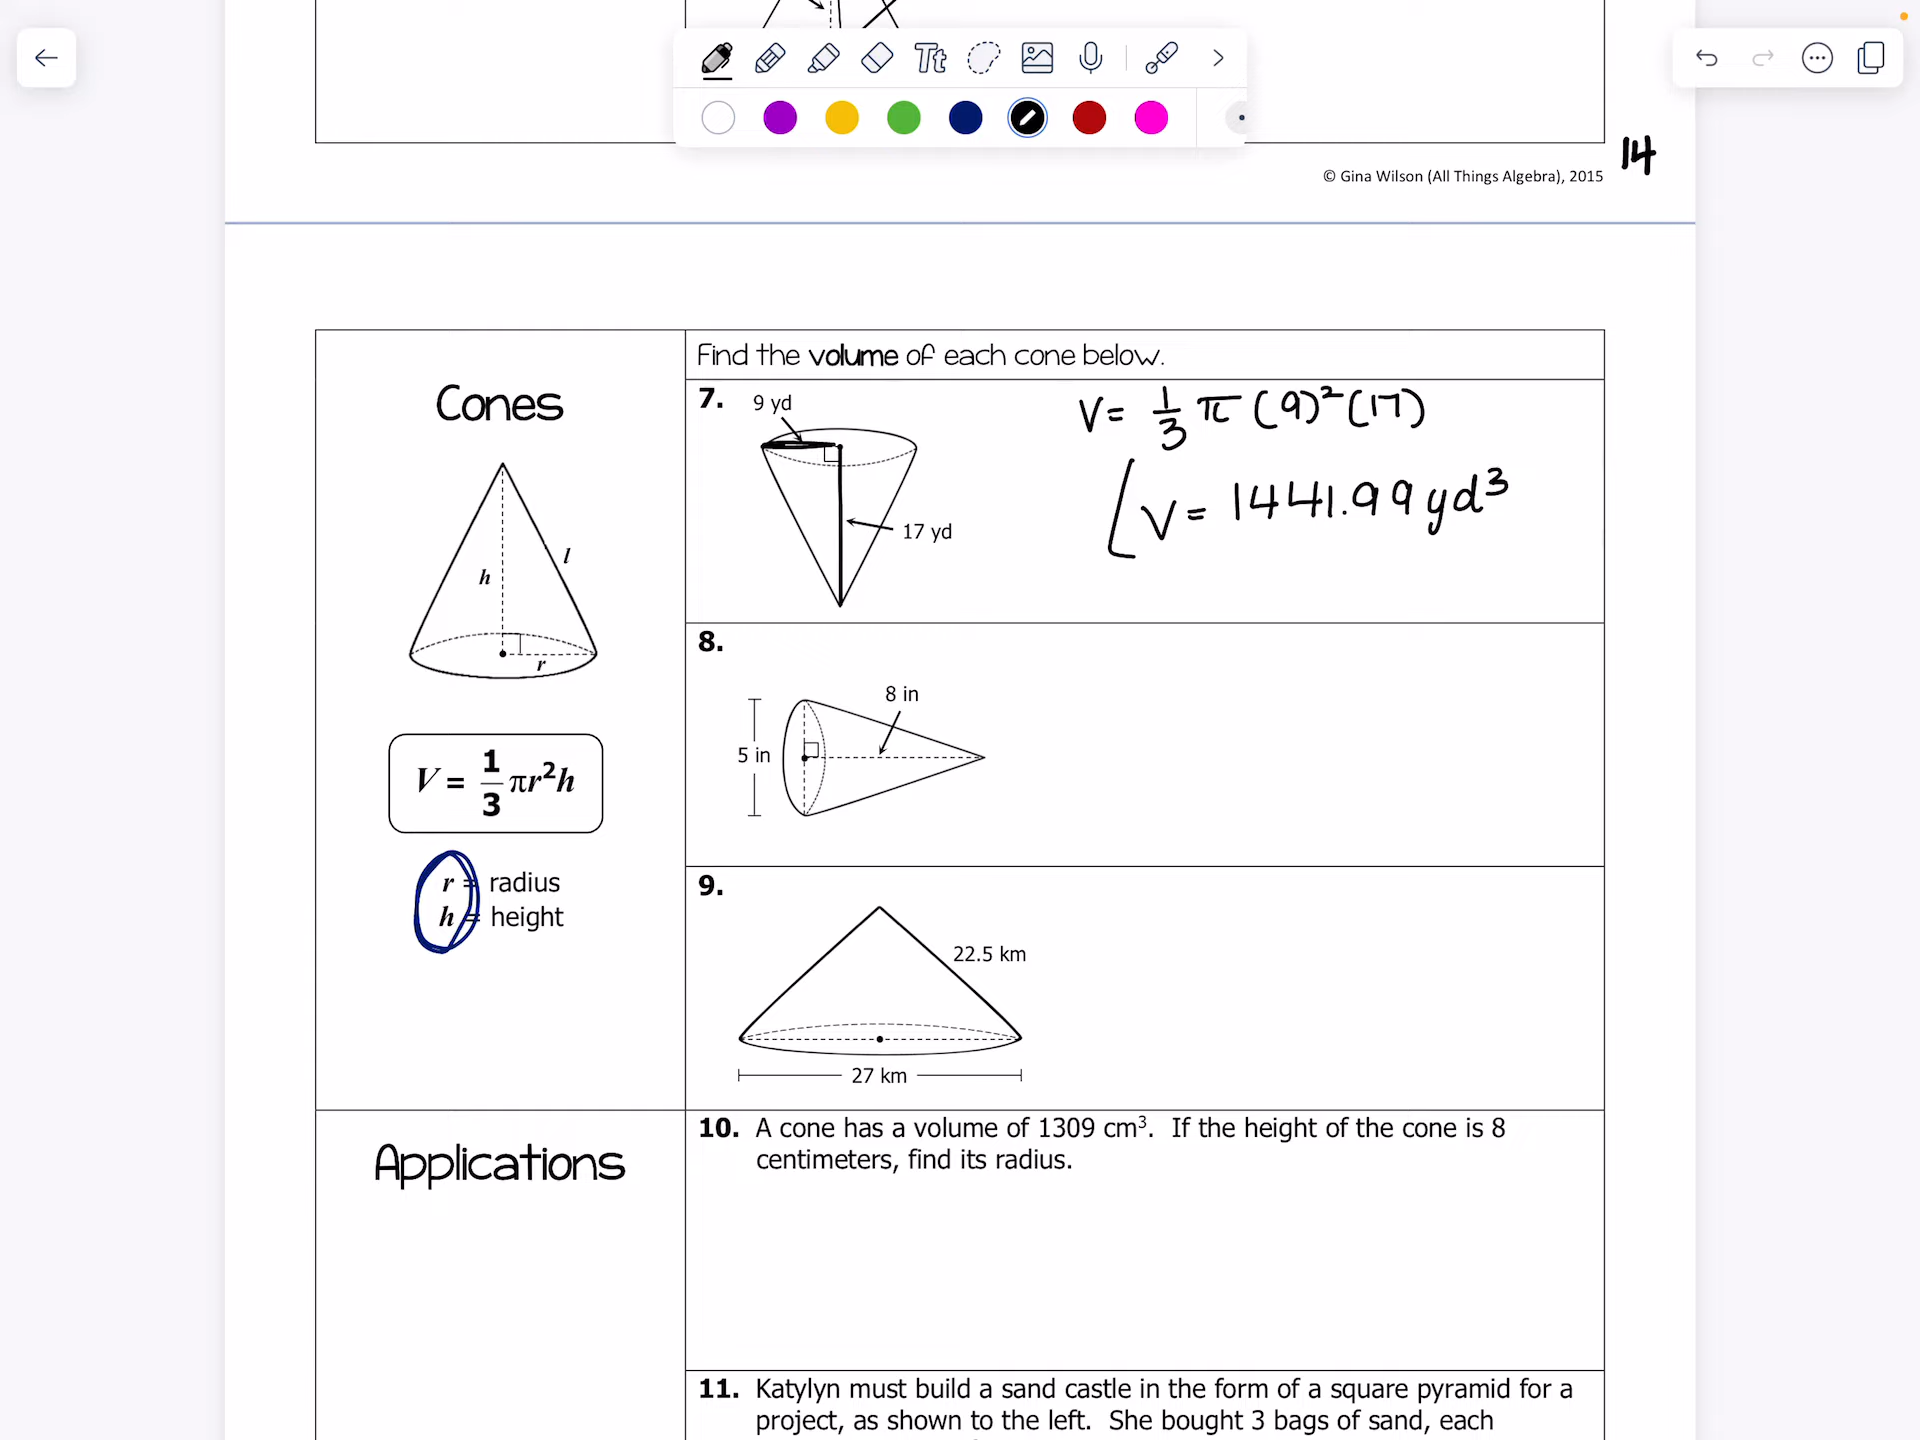 Tt
© Gina Wilson (All Things Algebra), 2015
14
Cones
h
l
r
V = 1/3 πr²h
r = radius
h = height
Find the volume of each cone below.
7.
9 yd
17 yd
V = 1/3 π (9)² (17)
V = 1441.99 yd³
8.
8 in
5 in
9.
22.5 km
27 km
Applications
10. A cone has a volume of 1309 cm³. If the height of the cone is 8
centimeters, find its radius.
11. Katylyn must build a sand castle in the form of a square pyramid for a
project, as shown to the left. She bought 3 bags of sand, each